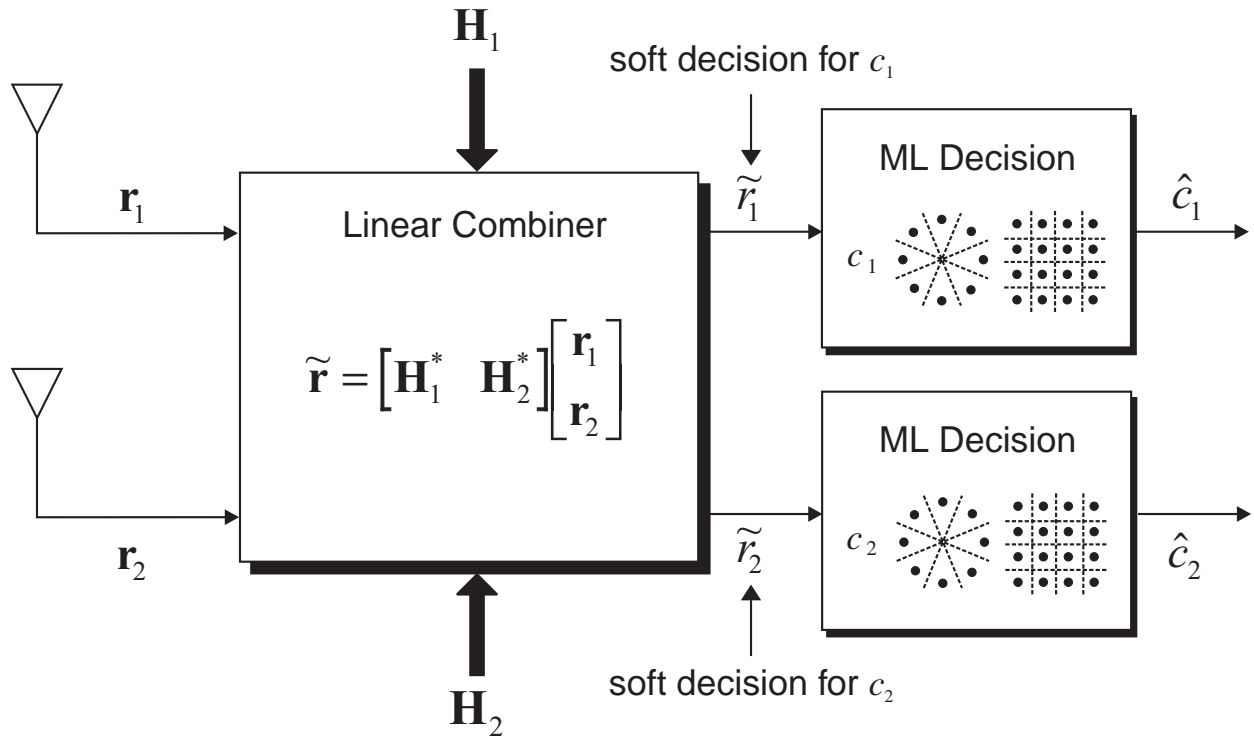 H₁
soft decision for c₁
r₁
Linear Combiner
r̃ = [H₁* H₂*] [r₁ r₂]
r̃₁
ML Decision
c₁
ĉ₁
r₂
r̃₂
ML Decision
c₂
ĉ₂
soft decision for c₂
H₂